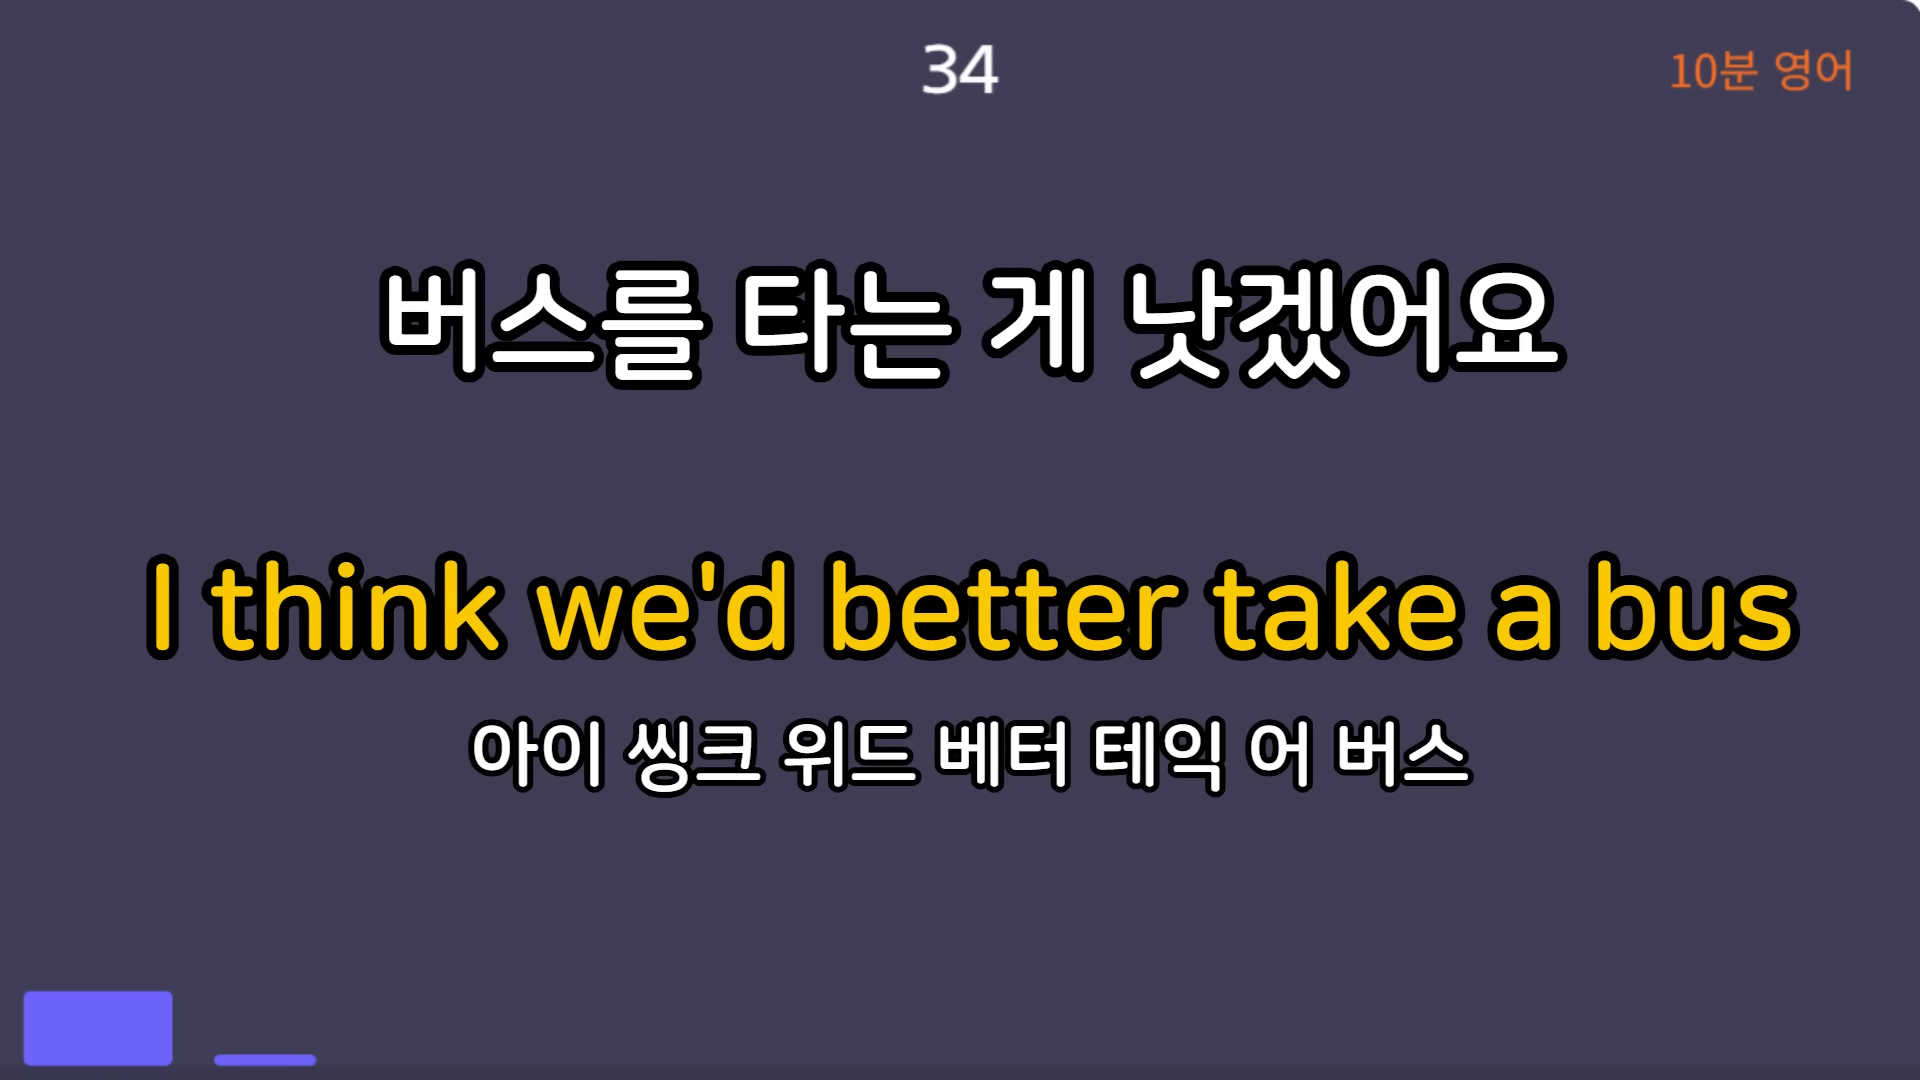 34
10분 영어
버스를 타는 게 낫겠어요
I think we'd better take a bus
아이 씽크 위드 베터 테익 어 버스